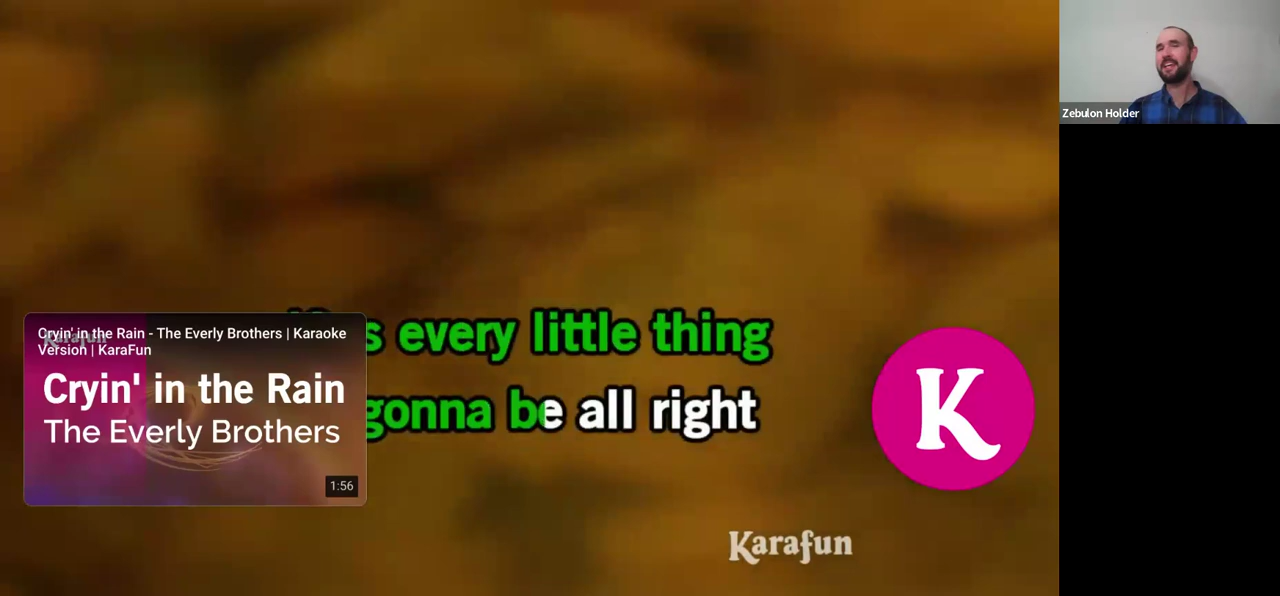 every little thing
gonna be all right
Cryin' in the Rain - The Everly Brothers | Karaoke
Version | KaraFun
Karafun
Cryin' in the Rain
The Everly Brothers
1:56
K
Karafun
Zebulon Holder